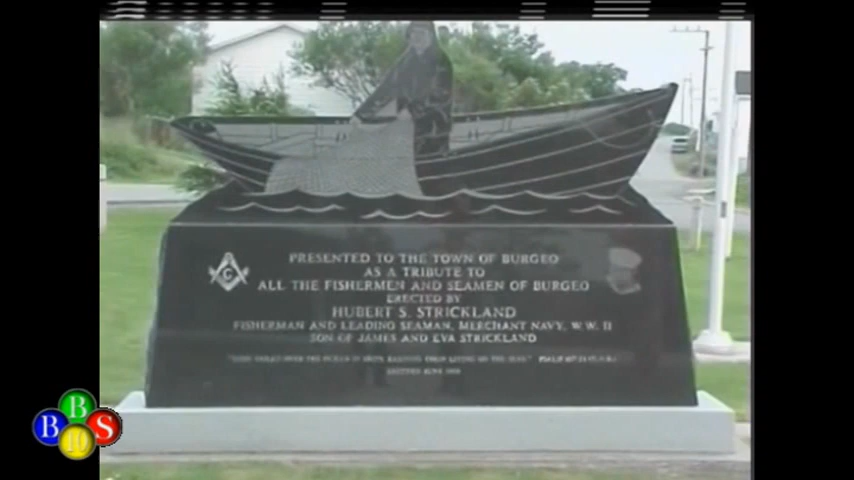 PRESENTED TO THE TOWN OF BURGEO
AS A TRIBUTE TO
ALL THE FISHERMEN AND SEAMEN OF BURGEO
ERECTED BY
HUBERT S. STRICKLAND
FISHERMAN AND LEADING SEAMAN, MERCHANT NAVY, W.W. II
SON OF JAMES AND EVA STRICKLAND
G
B
B S
10